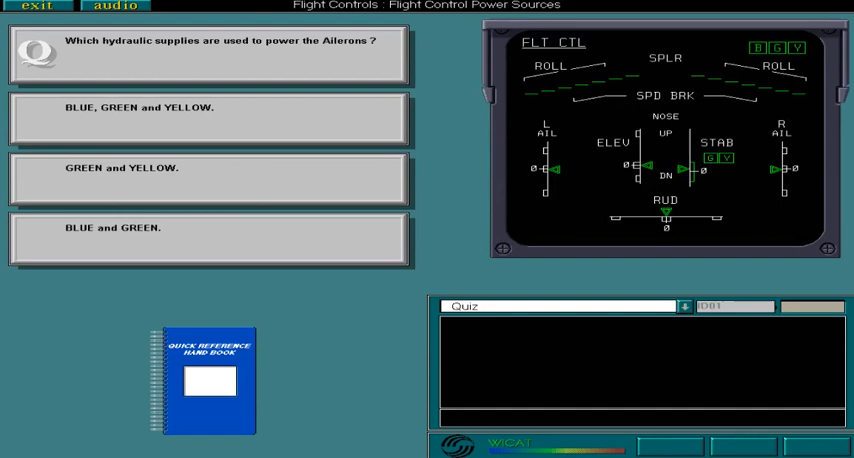 exit
audio
Flight Controls : Flight Control Power Sources
Q
Which hydraulic supplies are used to power the Ailerons ?
BLUE, GREEN and YELLOW.
GREEN and YELLOW.
BLUE and GREEN.
FLT CTL
B G Y
SPLR
ROLL
ROLL
SPD BRK
NOSE
UP
L
AIL
R
AIL
ELEV
STAB
G Y
0
0
0
0
DN
RUD
0
QUICK REFERENCE
HAND BOOK
Quiz
ID01
WICAT